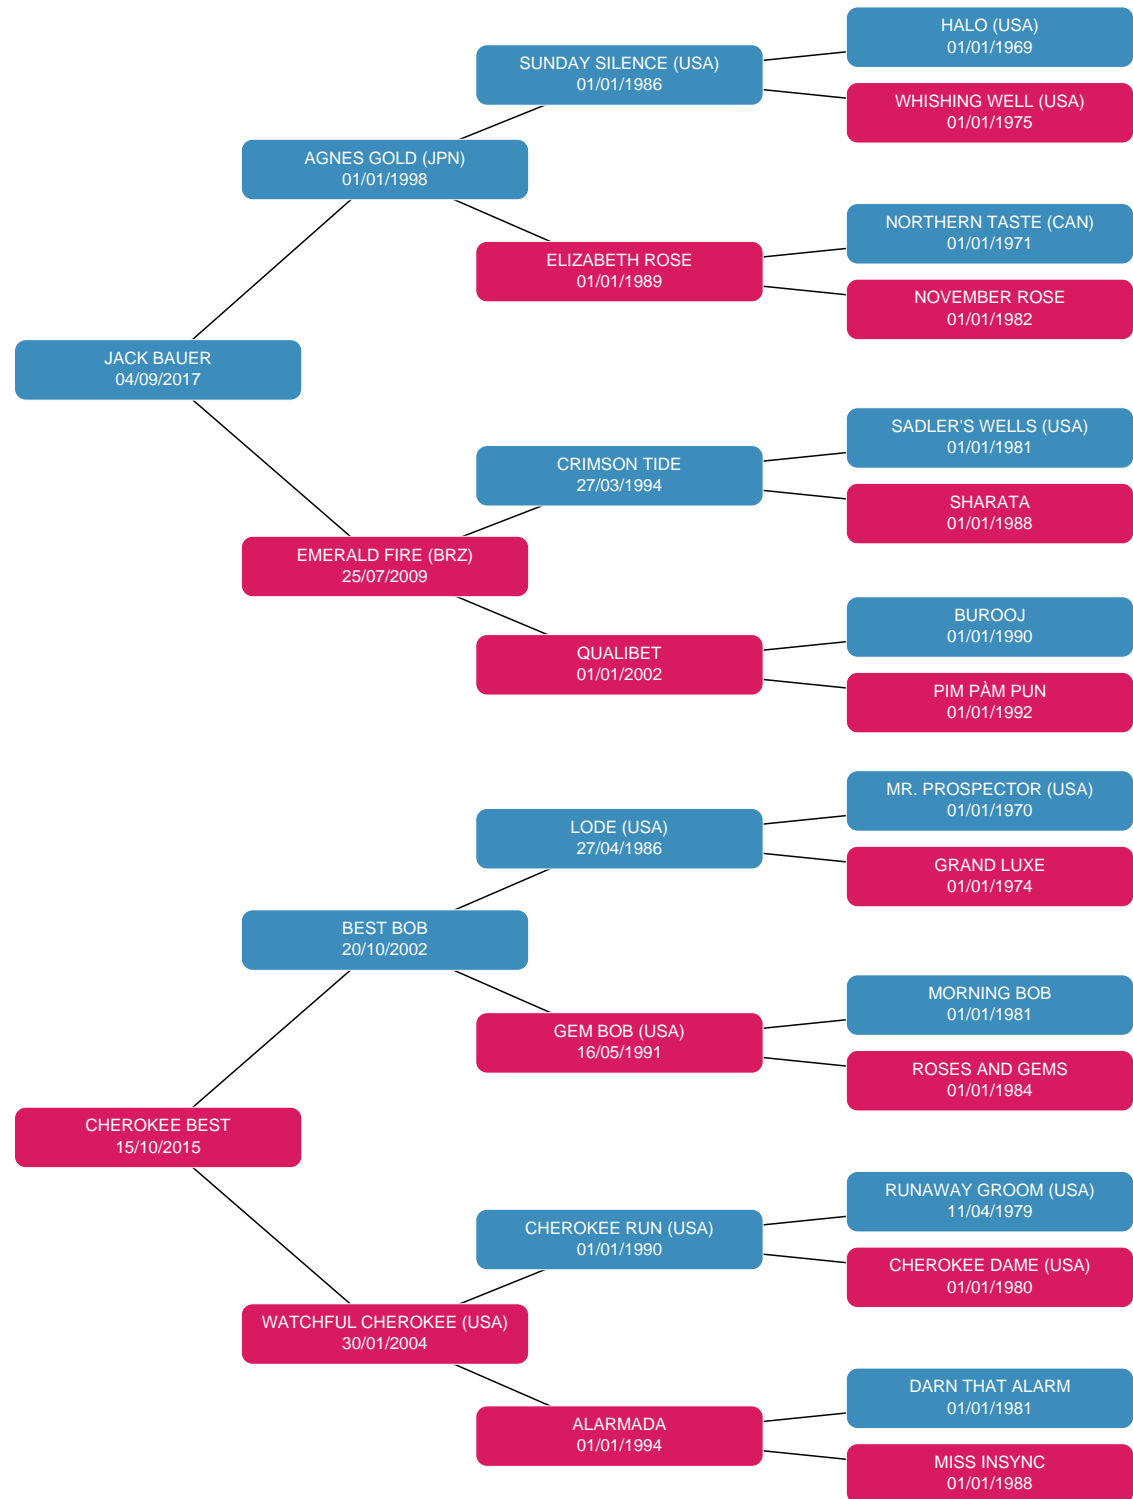 HALO (USA)
01/01/1969
SUNDAY SILENCE (USA)
01/01/1986
WHISHING WELL (USA)
01/01/1975
AGNES GOLD (JPN)
01/01/1998
NORTHERN TASTE (CAN)
01/01/1971
ELIZABETH ROSE
01/01/1989
NOVEMBER ROSE
01/01/1982
JACK BAUER
04/09/2017
SADLER'S WELLS (USA)
01/01/1981
CRIMSON TIDE
27/03/1994
SHARATA
01/01/1988
EMERALD FIRE (BRZ)
25/07/2009
BUROOJ
01/01/1990
QUALIBET
01/01/2002
PIM PÀM PUN
01/01/1992
MR. PROSPECTOR (USA)
01/01/1970
LODE (USA)
27/04/1986
GRAND LUXE
01/01/1974
BEST BOB
20/10/2002
MORNING BOB
01/01/1981
GEM BOB (USA)
16/05/1991
ROSES AND GEMS
01/01/1984
CHEROKEE BEST
15/10/2015
RUNAWAY GROOM (USA)
11/04/1979
CHEROKEE RUN (USA)
01/01/1990
CHEROKEE DAME (USA)
01/01/1980
WATCHFUL CHEROKEE (USA)
30/01/2004
DARN THAT ALARM
01/01/1981
ALARMADA
01/01/1994
MISS INSYNC
01/01/1988